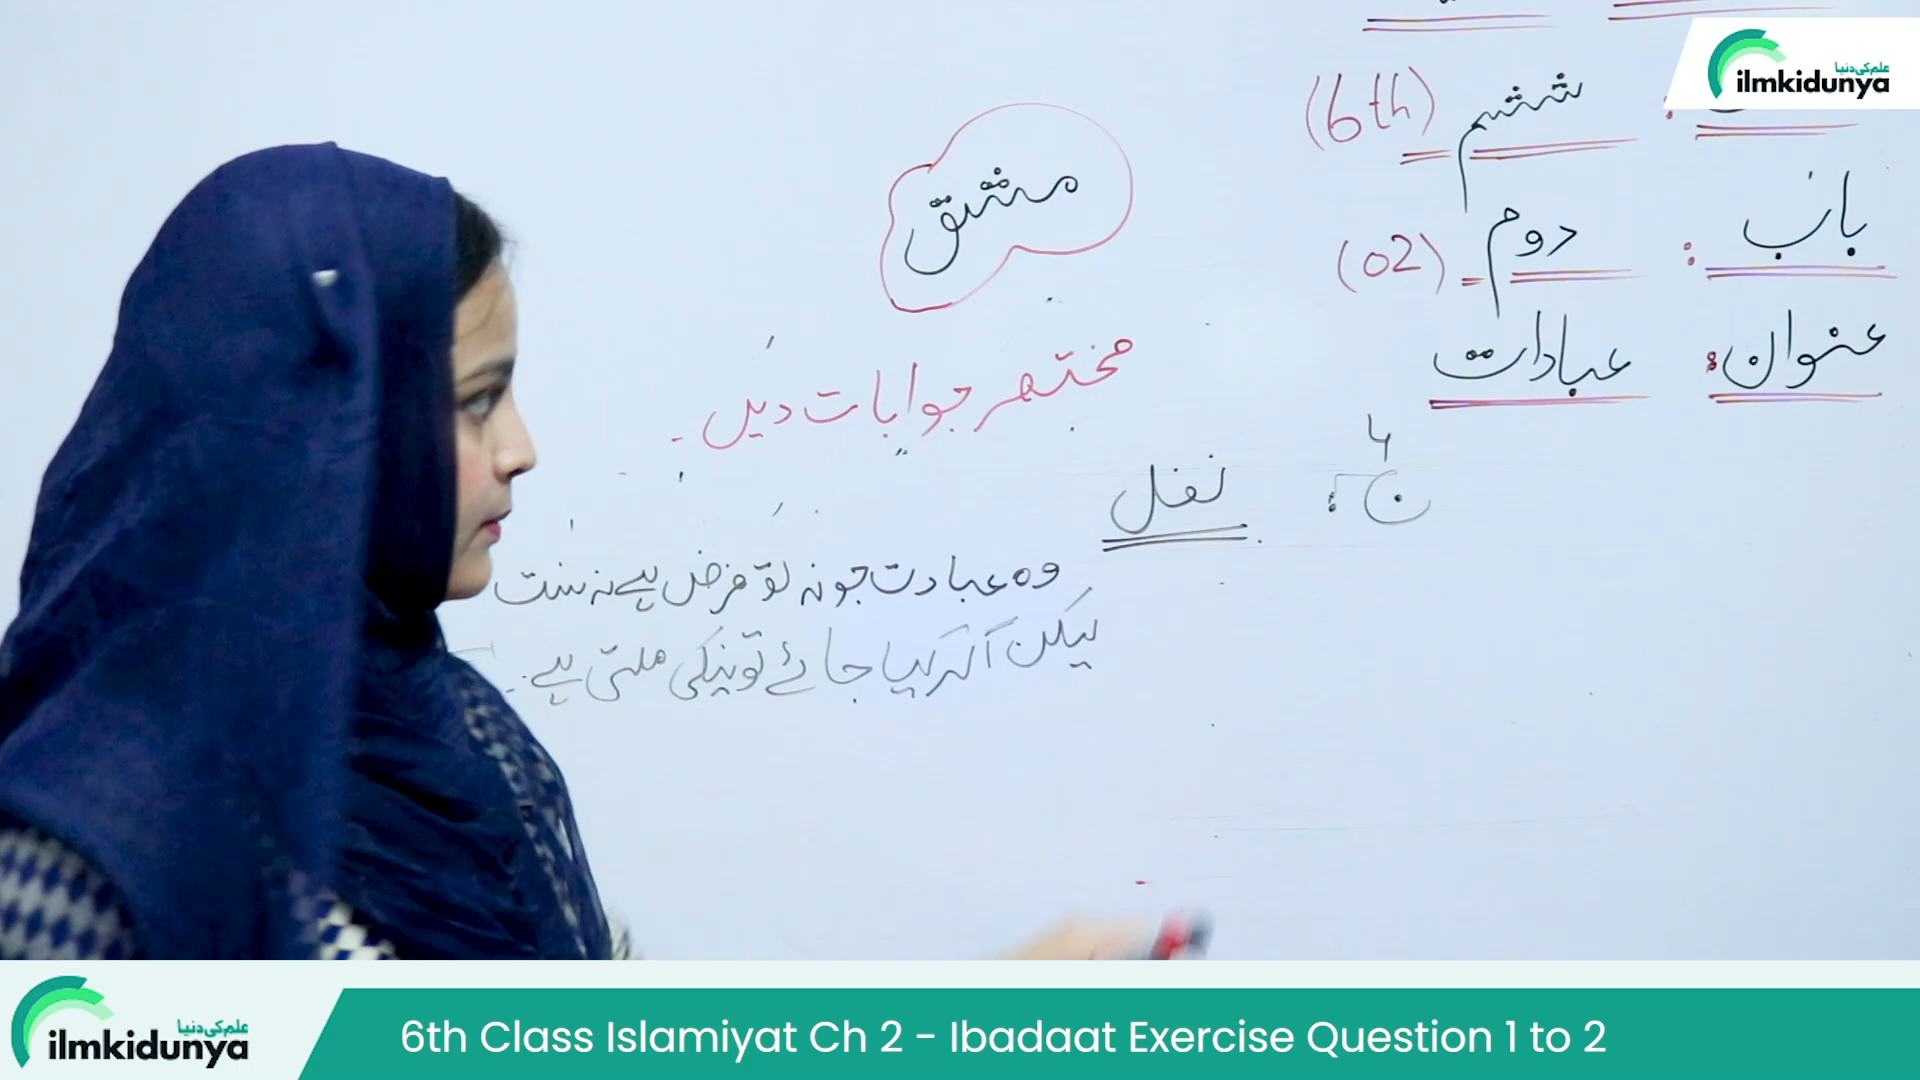 علم کی دنیا
ilmkidunya
ششم (6th)
باب : دوم (02)
عنوان: عبادات
مشق
مختصر جوابات دیں۔
ج:
نفل
وہ عبادت جو نہ تو فرض ہے نہ سنت
لیکن اگر کیا جائے تو نیکی ملتی ہے۔
علم کی دنیا
ilmkidunya
6th Class Islamiyat Ch 2 - Ibadaat Exercise Question 1 to 2